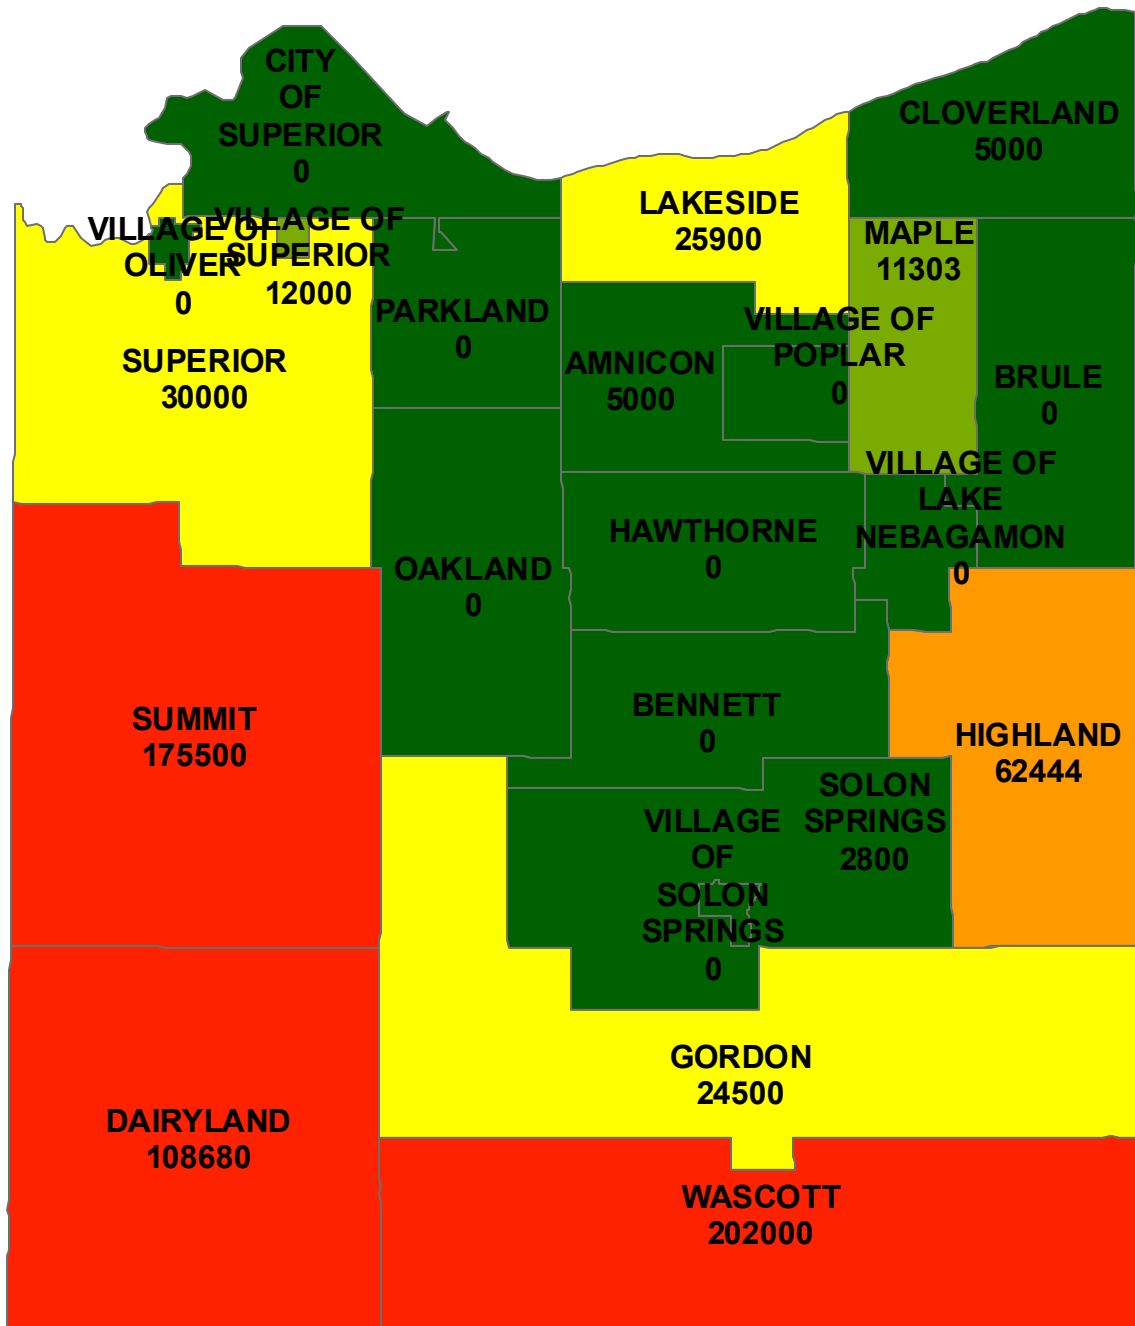 CITY
OF
SUPERIOR
0
CLOVERLAND
5000
LAKESIDE
25900
VILLAGE OF
OLIVER
0
VILLAGE OF
SUPERIOR
12000
MAPLE
11303
PARKLAND
0
VILLAGE OF
POPLAR
0
SUPERIOR
30000
AMNICON
5000
BRULE
0
VILLAGE OF
LAKE
NEBAGAMON
0
HAWTHORNE
0
OAKLAND
0
SUMMIT
175500
BENNETT
0
HIGHLAND
62444
SOLON
SPRINGS
2800
VILLAGE
OF
SOLON
SPRINGS
0
GORDON
24500
DAIRYLAND
108680
WASCOTT
202000